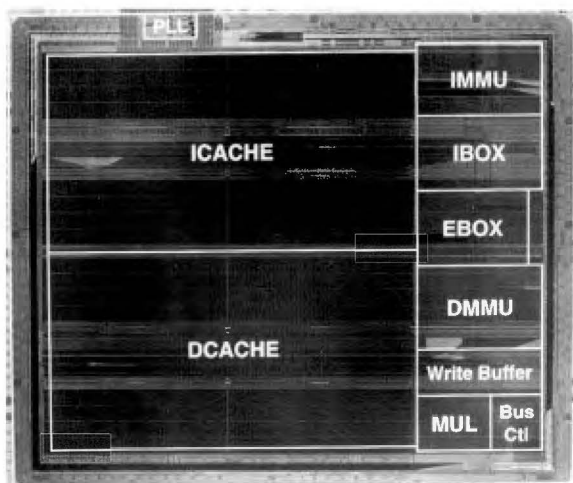 PLL
IMMU
ICACHE
IBOX
EBOX
DMMU
DCACHE
Write Buffer
MUL
Bus
Ctl